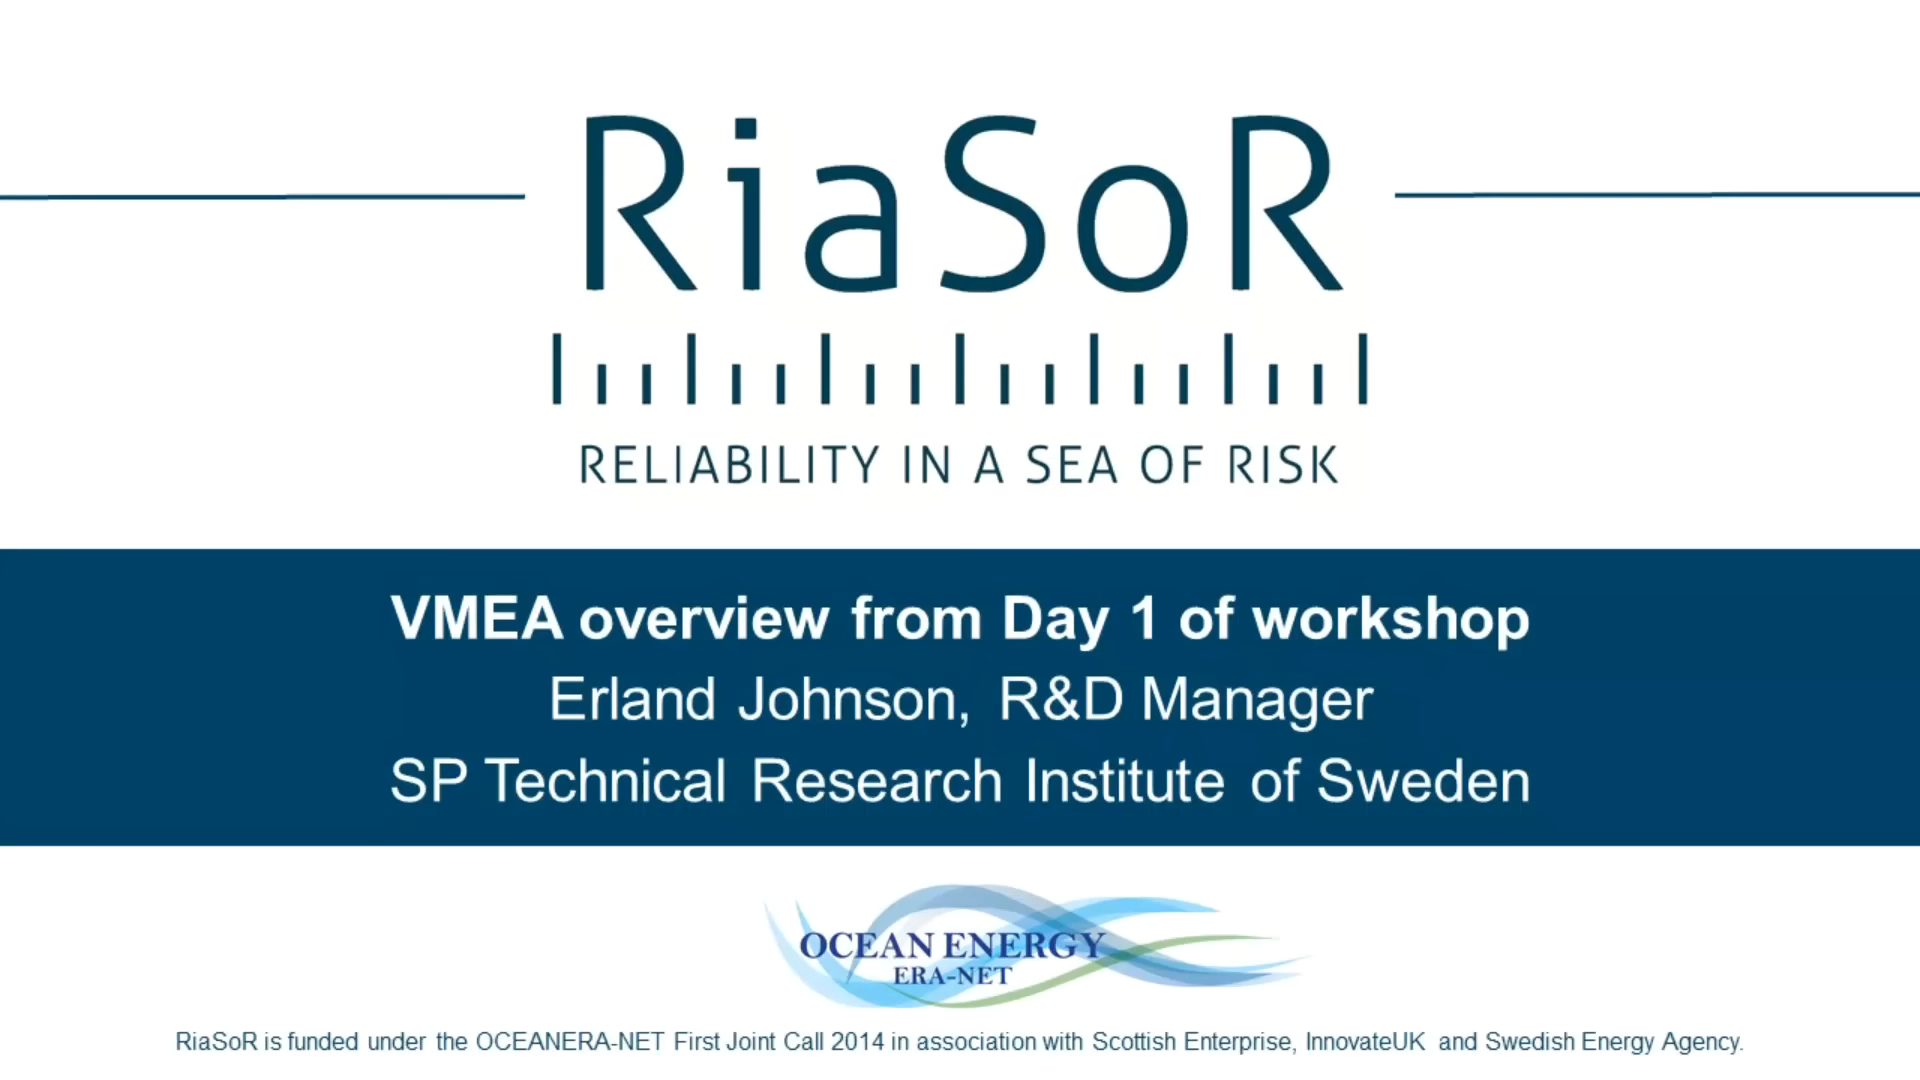 RiaSoR
RELIABILITY IN A SEA OF RISK
VMEA overview from Day 1 of workshop
Erland Johnson, R&D Manager
SP Technical Research Institute of Sweden
OCEAN ENERGY
ERA-NET
RiaSoR is funded under the OCEANERA-NET First Joint Call 2014 in association with Scottish Enterprise, InnovateUK and Swedish Energy Agency.